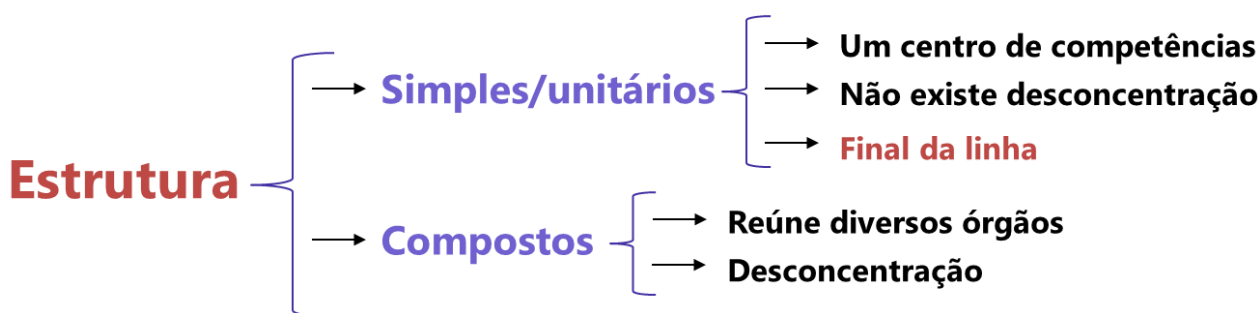 Estrutura
Simples/unitários
Um centro de competências
Não existe desconcentração
Final da linha
Compostos
Reúne diversos órgãos
Desconcentração